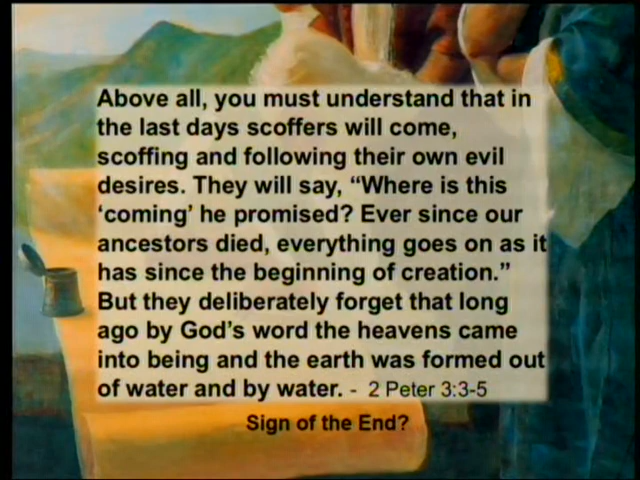 Above all, you must understand that in
the last days scoffers will come,
scoffing and following their own evil
desires. They will say, “Where is this
‘coming’ he promised? Ever since our
ancestors died, everything goes on as it
has since the beginning of creation.”
But they deliberately forget that long
ago by God’s word the heavens came
into being and the earth was formed out
of water and by water. - 2 Peter 3:3-5
Sign of the End?